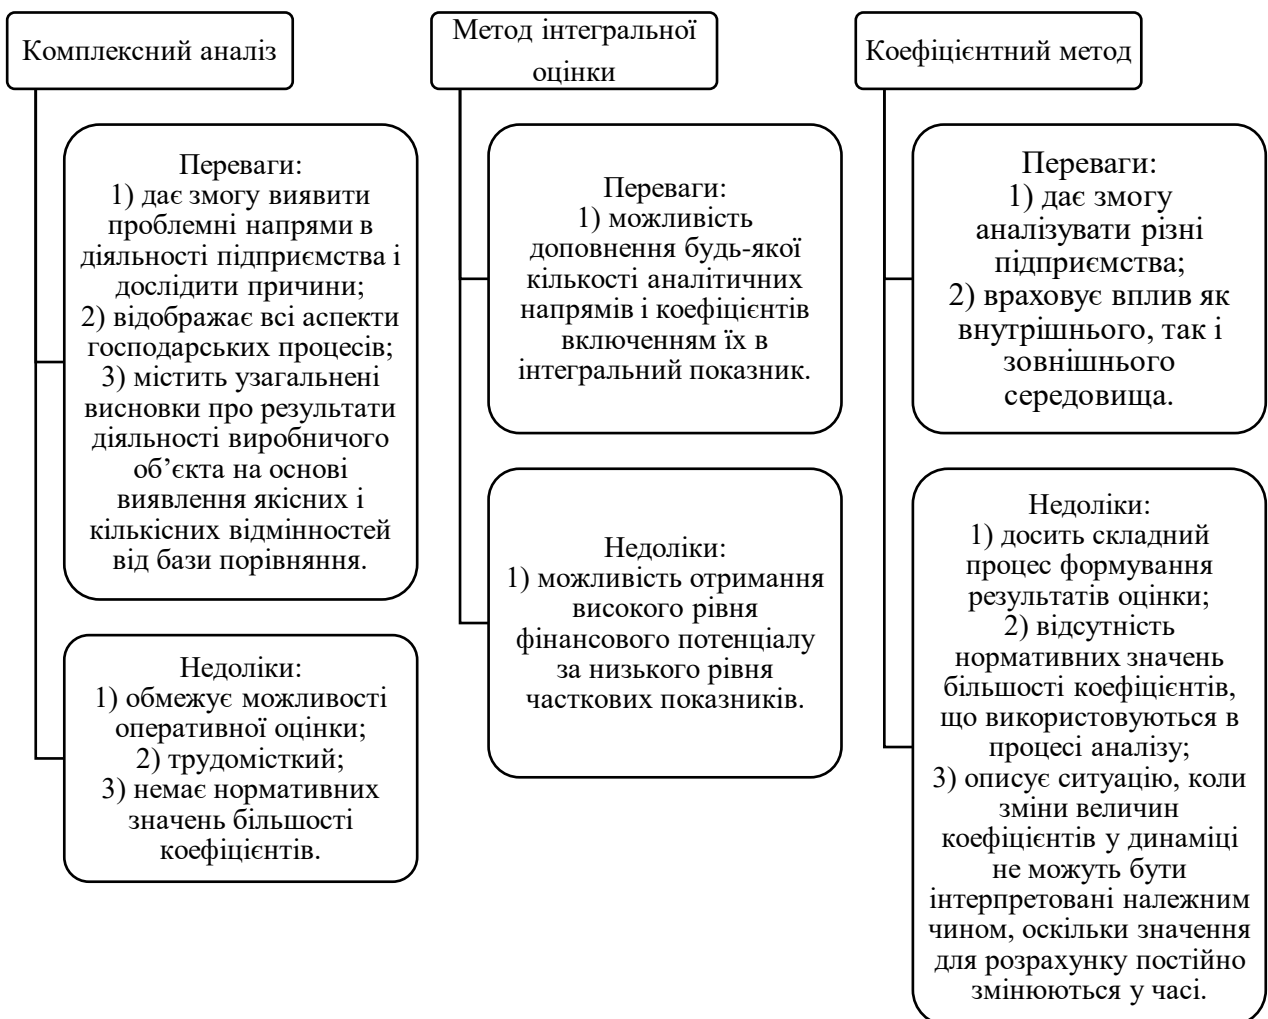 Комплексний аналіз
Переваги:
1) дає змогу виявити
проблемні напрями в
діяльності підприємства і
дослідити причини;
2) відображає всі аспекти
господарських процесів;
3) містить узагальнені
висновки про результати
діяльності виробничого
об’єкта на основі
виявлення якісних і
кількісних відмінностей
від бази порівняння.
Недоліки:
1) обмежує можливості
оперативної оцінки;
2) трудомісткий;
3) немає нормативних
значень більшості
коефіцієнтів.
Метод інтегральної
оцінки
Переваги:
1) можливість
доповнення будь-якої
кількості аналітичних
напрямів і коефіцієнтів
включенням їх в
інтегральний показник.
Недоліки:
1) можливість отримання
високого рівня
фінансового потенціалу
за низького рівня
часткових показників.
Коефіцієнтний метод
Переваги:
1) дає змогу
аналізувати різні
підприємства;
2) враховує вплив як
внутрішнього, так і
зовнішнього
середовища.
Недоліки:
1) досить складний
процес формування
результатів оцінки;
2) відсутність
нормативних значень
більшості коефіцієнтів,
що використовуються в
процесі аналізу;
3) описує ситуацію, коли
зміни величин
коефіцієнтів у динаміці
не можуть бути
інтерпретовані належним
чином, оскільки значення
для розрахунку постійно
змінюються у часі.